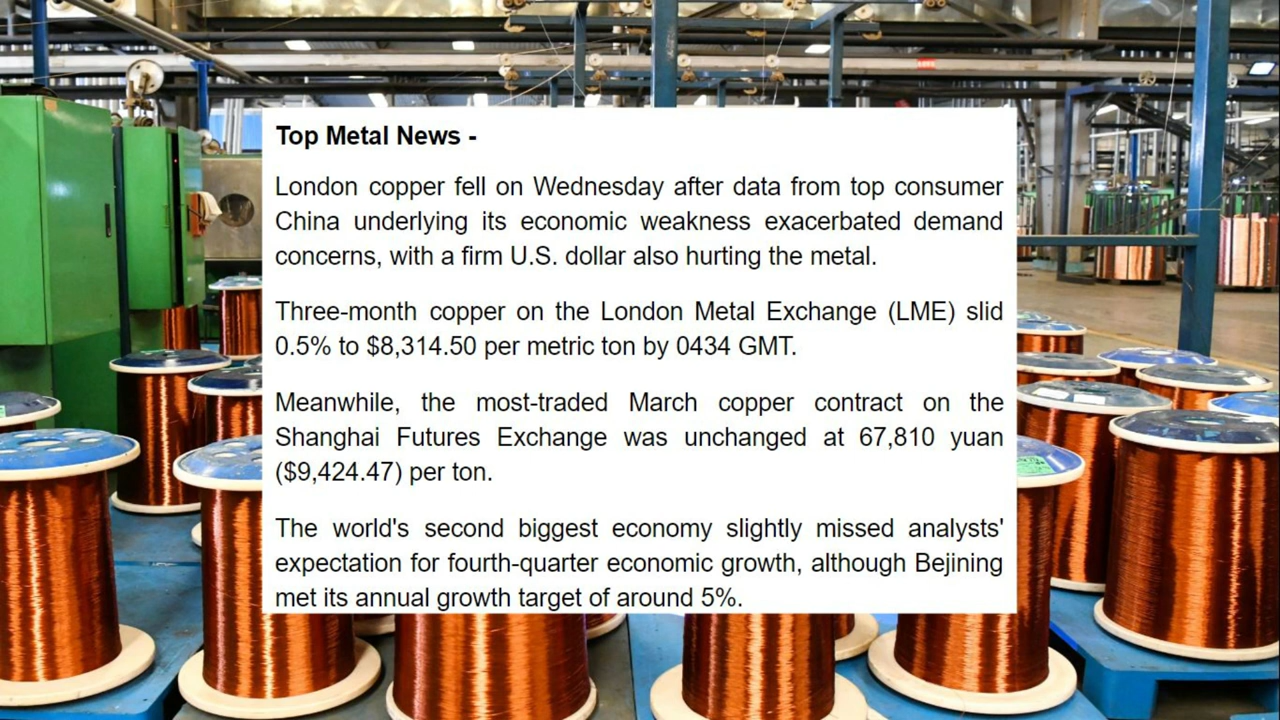 Top Metal News -
London copper fell on Wednesday after data from top consumer
China underlying its economic weakness exacerbated demand
concerns, with a firm U.S. dollar also hurting the metal.
Three-month copper on the London Metal Exchange (LME) slid
0.5% to $8,314.50 per metric ton by 0434 GMT.
Meanwhile, the most-traded March copper contract on the
Shanghai Futures Exchange was unchanged at 67,810 yuan
($9,424.47) per ton.
The world's second biggest economy slightly missed analysts'
expectation for fourth-quarter economic growth, although Bejining
met its annual growth target of around 5%.